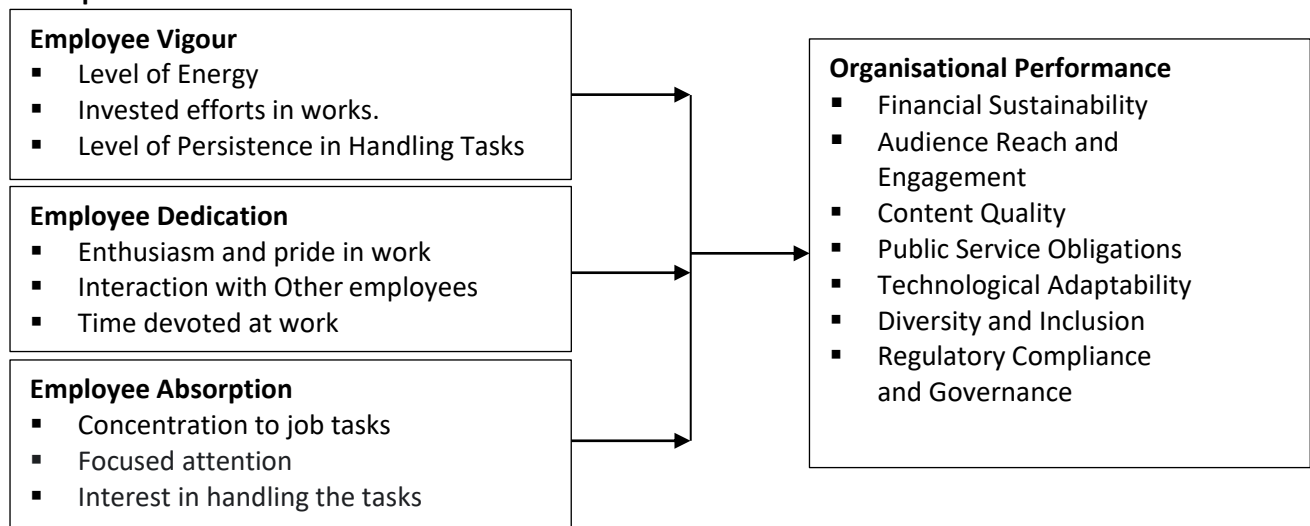 Employee Vigour
▪ Level of Energy
▪ Invested efforts in works.
▪ Level of Persistence in Handling Tasks
Employee Dedication
▪ Enthusiasm and pride in work
▪ Interaction with Other employees
▪ Time devoted at work
Employee Absorption
▪ Concentration to job tasks
▪ Focused attention
▪ Interest in handling the tasks
Organisational Performance
▪ Financial Sustainability
▪ Audience Reach and
Engagement
▪ Content Quality
▪ Public Service Obligations
▪ Technological Adaptability
▪ Diversity and Inclusion
▪ Regulatory Compliance
and Governance